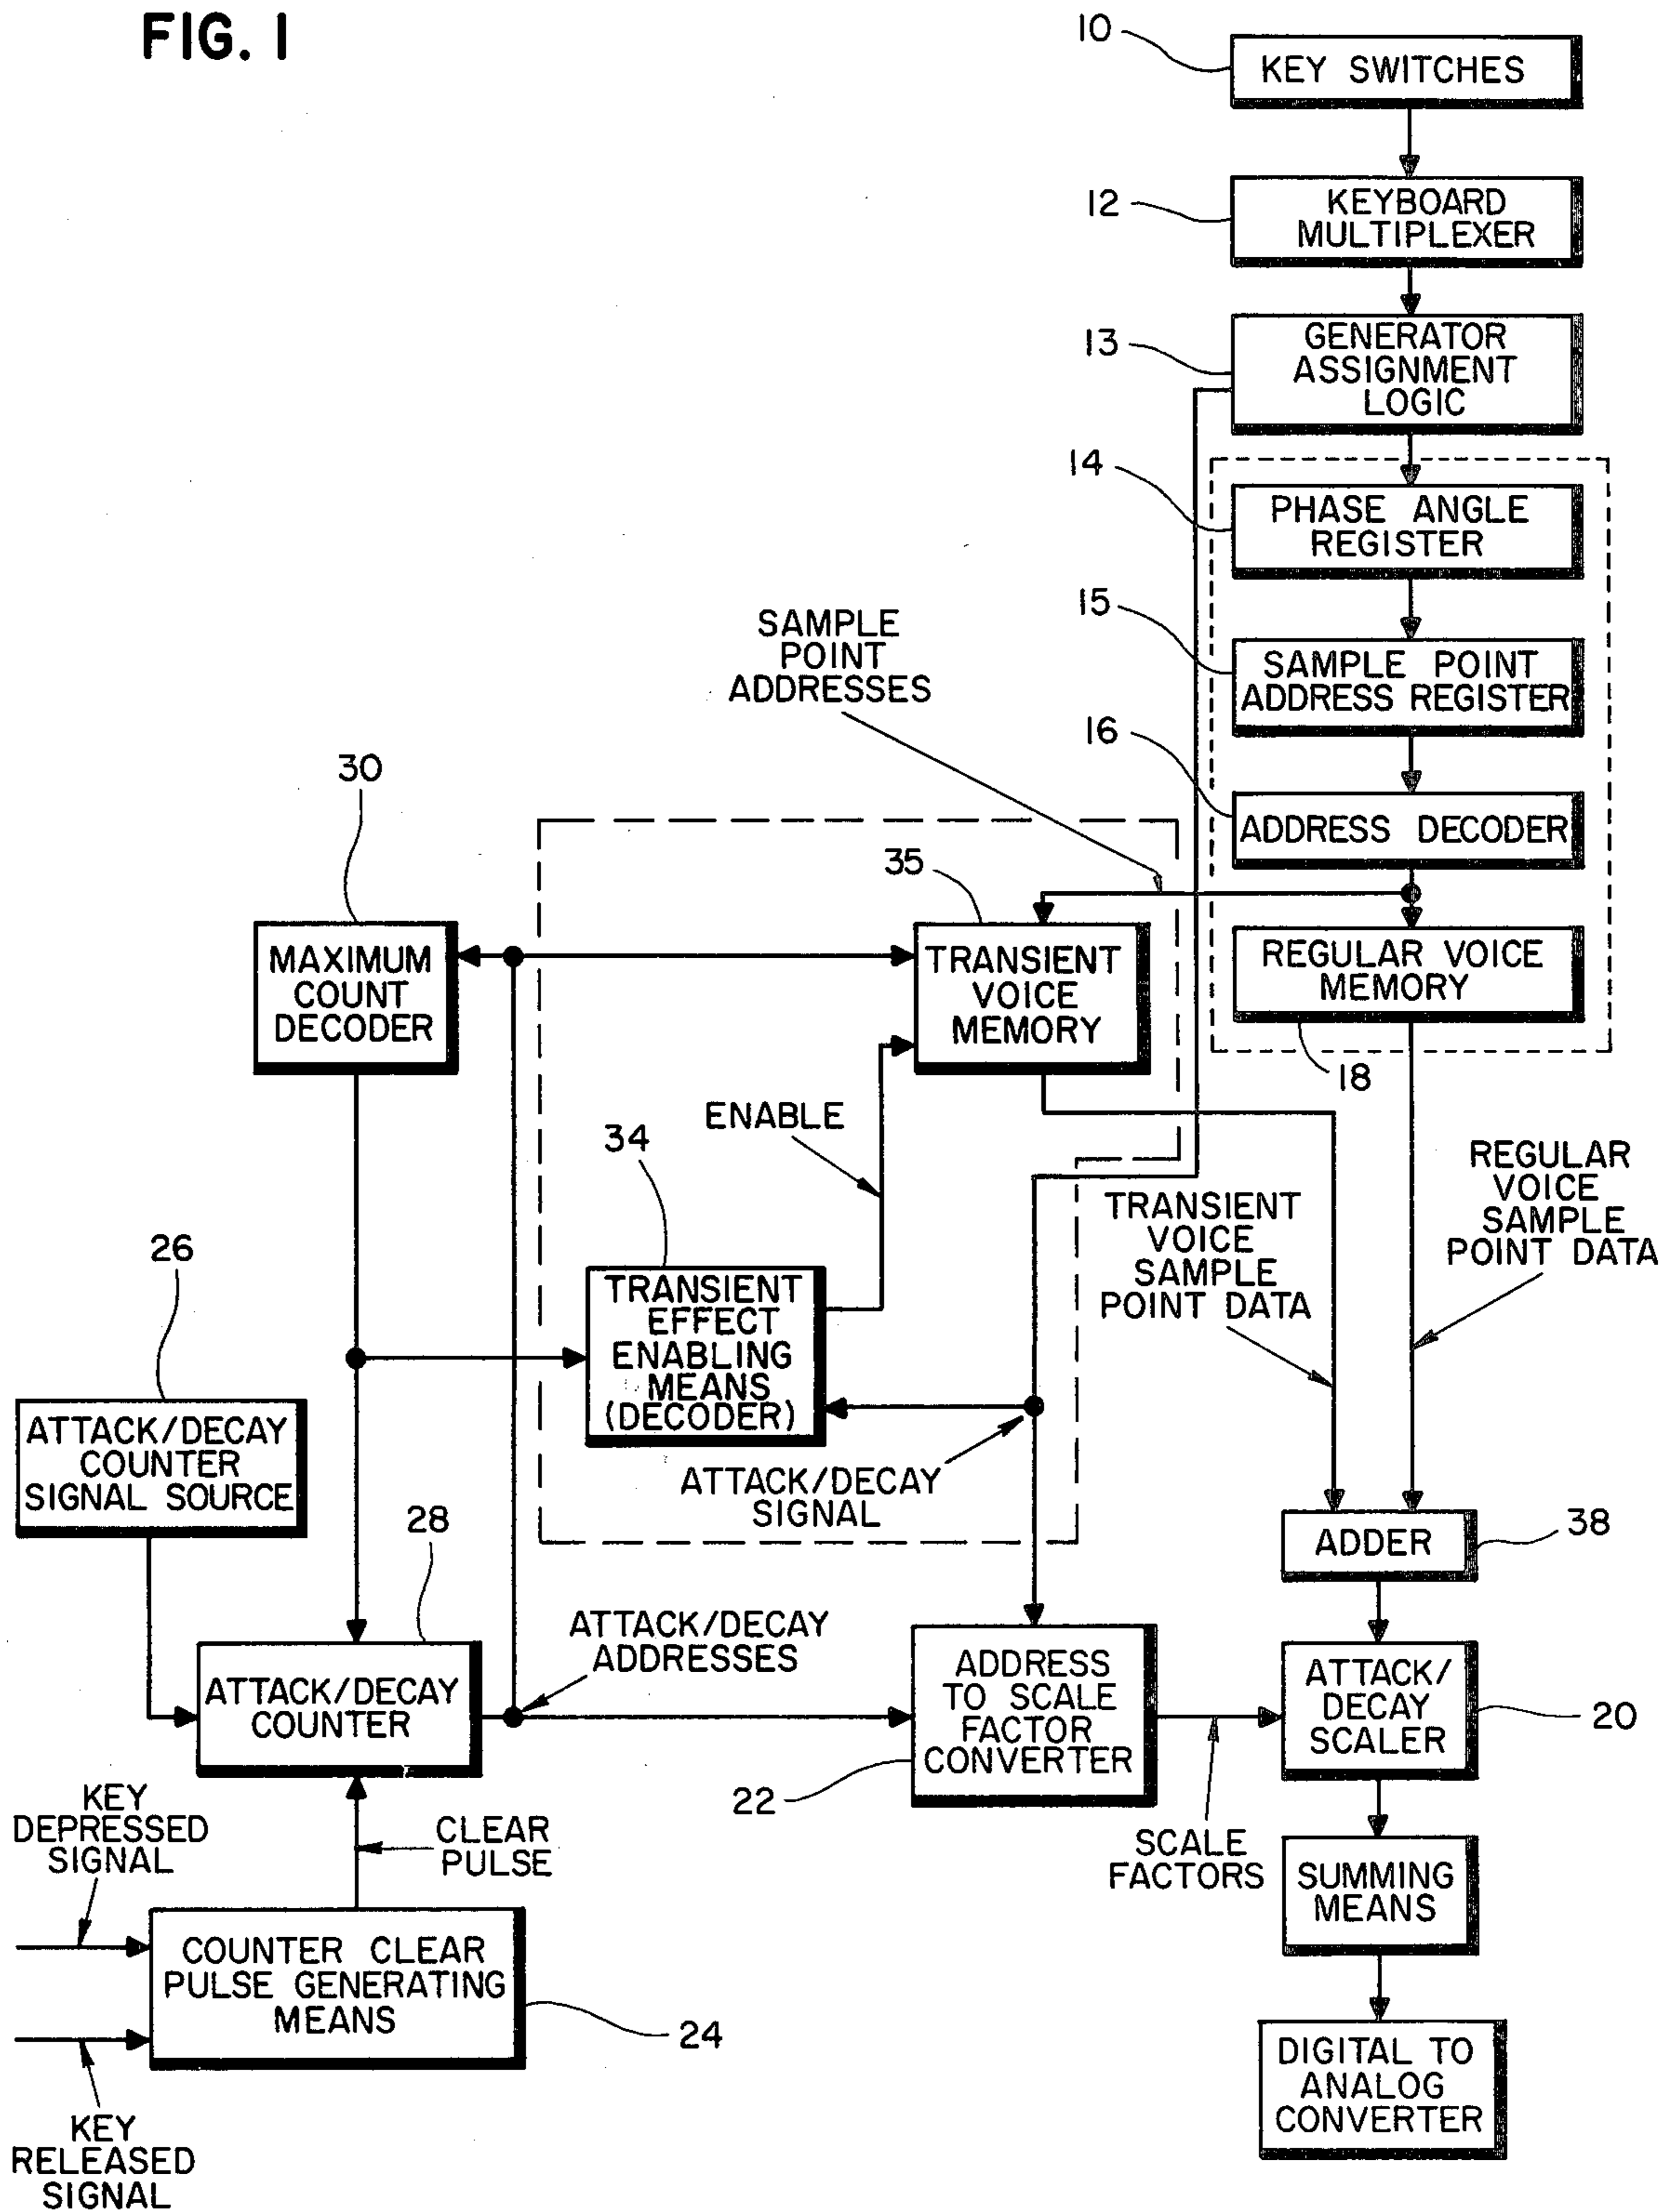 FIG. 1
10
KEY SWITCHES
12
KEYBOARD
MULTIPLEXER
13
GENERATOR
ASSIGNMENT
LOGIC
14
PHASE ANGLE
REGISTER
15
SAMPLE POINT
ADDRESS REGISTER
SAMPLE
POINT
ADDRESSES
16
ADDRESS DECODER
30
MAXIMUM
COUNT
DECODER
35
TRANSIENT
VOICE
MEMORY
REGULAR VOICE
MEMORY
18
ENABLE
34
TRANSIENT
EFFECT
ENABLING
MEANS
(DECODER)
TRANSIENT
VOICE
SAMPLE
POINT DATA
REGULAR
VOICE
SAMPLE
POINT DATA
26
ATTACK/DECAY
COUNTER
SIGNAL SOURCE
ATTACK/DECAY
SIGNAL
28
ATTACK/DECAY
COUNTER
ATTACK/DECAY
ADDRESSES
ADDRESS
TO SCALE
FACTOR
CONVERTER
22
ADDER
38
ATTACK/
DECAY
SCALER
20
SCALE
FACTORS
KEY
DEPRESSED
SIGNAL
CLEAR
PULSE
COUNTER CLEAR
PULSE GENERATING
MEANS
24
KEY
RELEASED
SIGNAL
SUMMING
MEANS
DIGITAL TO
ANALOG
CONVERTER